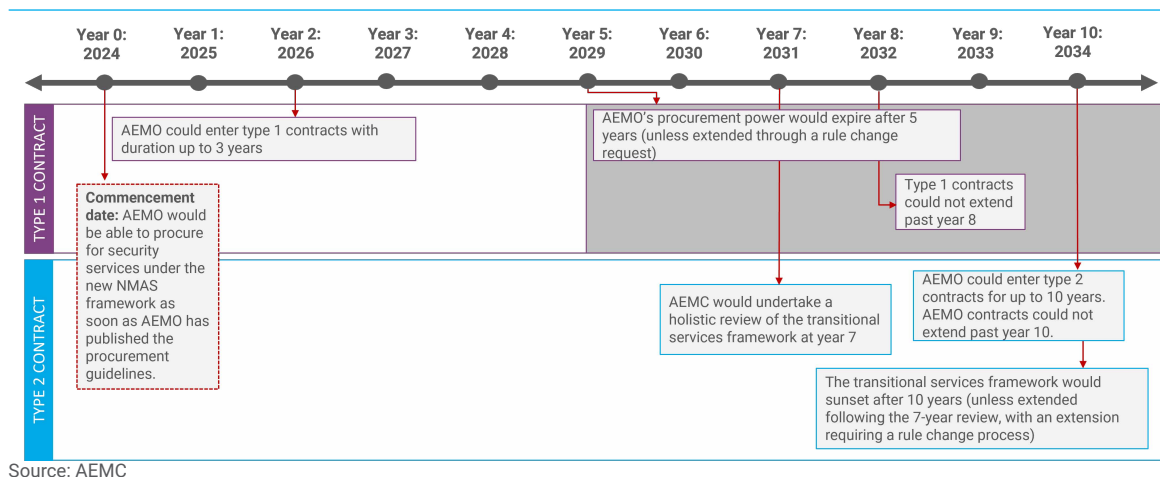 Year 0:
2024
Year 1:
2025
Year 2:
2026
Year 3:
2027
Year 4:
2028
Year 5:
2029
Year 6:
2030
Year 7:
2031
Year 8:
2032
Year 9:
2033
Year 10:
2034
TYPE 1 CONTRACT
AEMO could enter type 1 contracts with
duration up to 3 years
AEMO's procurement power would expire after 5
years (unless extended through a rule change
request)
Type 1 contracts
could not extend
past year 8
Commencement
date: AEMO would
be able to procure
for security
services under the
new NMAS
framework as
soon as AEMO has
published the
procurement
guidelines.
TYPE 2 CONTRACT
AEMC would undertake a
holistic review of the transitional
services framework at year 7
AEMO could enter type 2
contracts for up to 10 years.
AEMO contracts could not
extend past year 10.
The transitional services framework would
sunset after 10 years (unless extended
following the 7-year review, with an extension
requiring a rule change process)
Source: AEMC